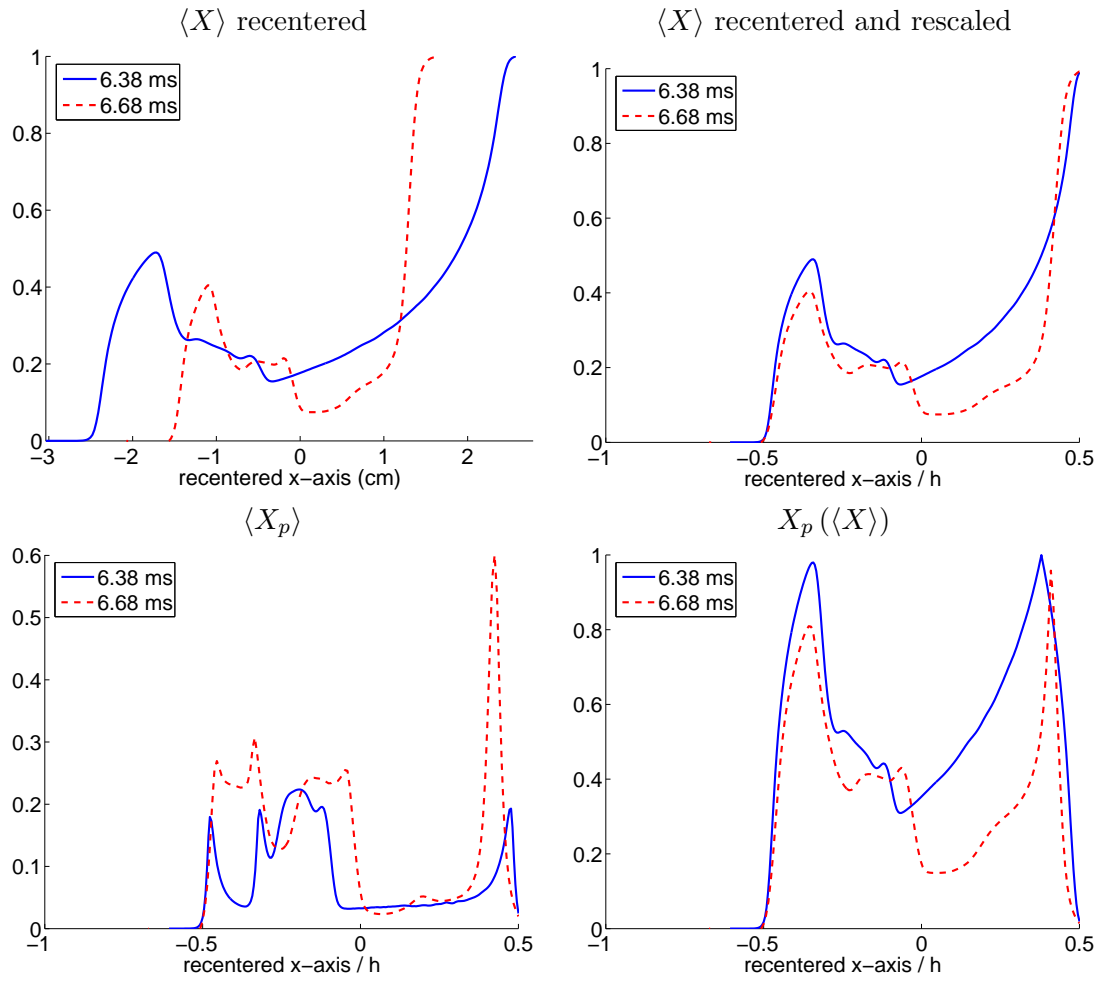 ⟨X⟩ recentered
1
0.8
0.6
0.4
0.2
0
6.38 ms
6.68 ms
−3 −2 −1 0 1 2
recentered x−axis (cm)
⟨X⟩ recentered and rescaled
1
0.8
0.6
0.4
0.2
0
6.38 ms
6.68 ms
−1 −0.5 0 0.5
recentered x−axis / h
⟨X_p⟩
0.6
0.5
0.4
0.3
0.2
0.1
0
6.38 ms
6.68 ms
−1 −0.5 0 0.5
recentered x−axis / h
X_p (⟨X⟩)
1
0.8
0.6
0.4
0.2
0
6.38 ms
6.68 ms
−1 −0.5 0 0.5
recentered x−axis / h